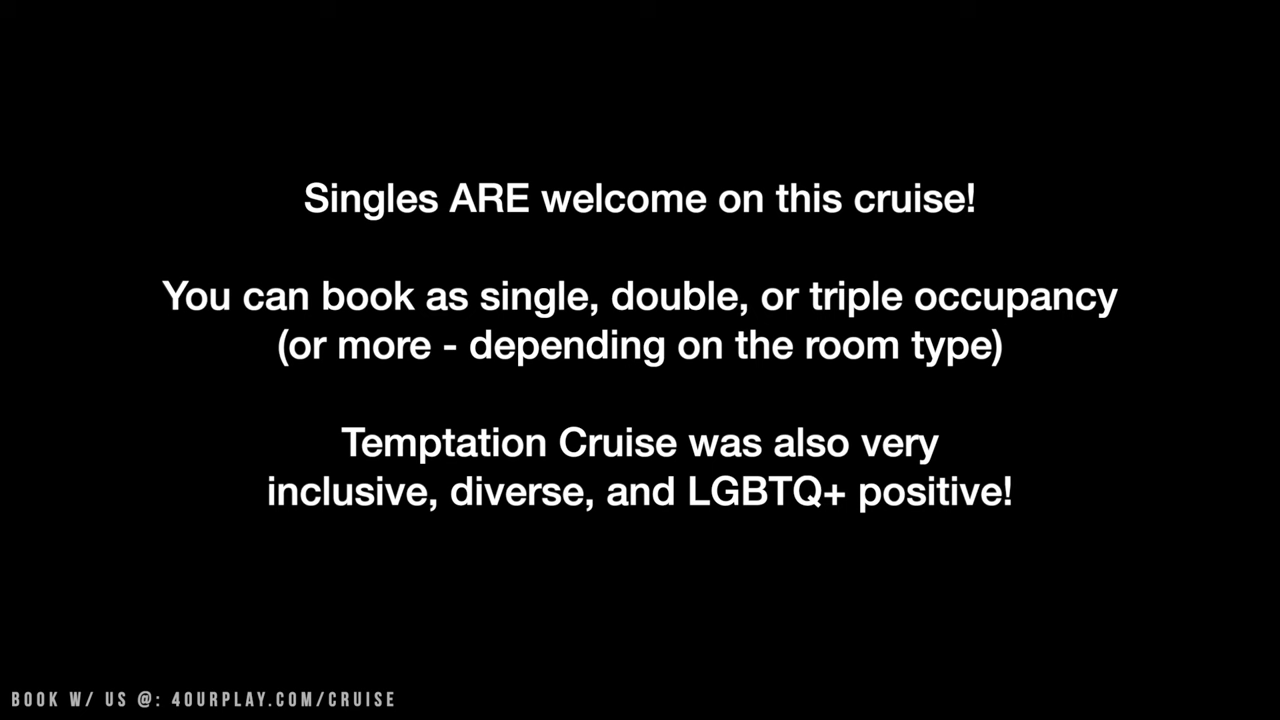 Singles ARE welcome on this cruise!
You can book as single, double, or triple occupancy
(or more - depending on the room type)
Temptation Cruise was also very
inclusive, diverse, and LGBTQ+ positive!
BOOK W/ US @: 4OURPLAY.COM/CRUISE